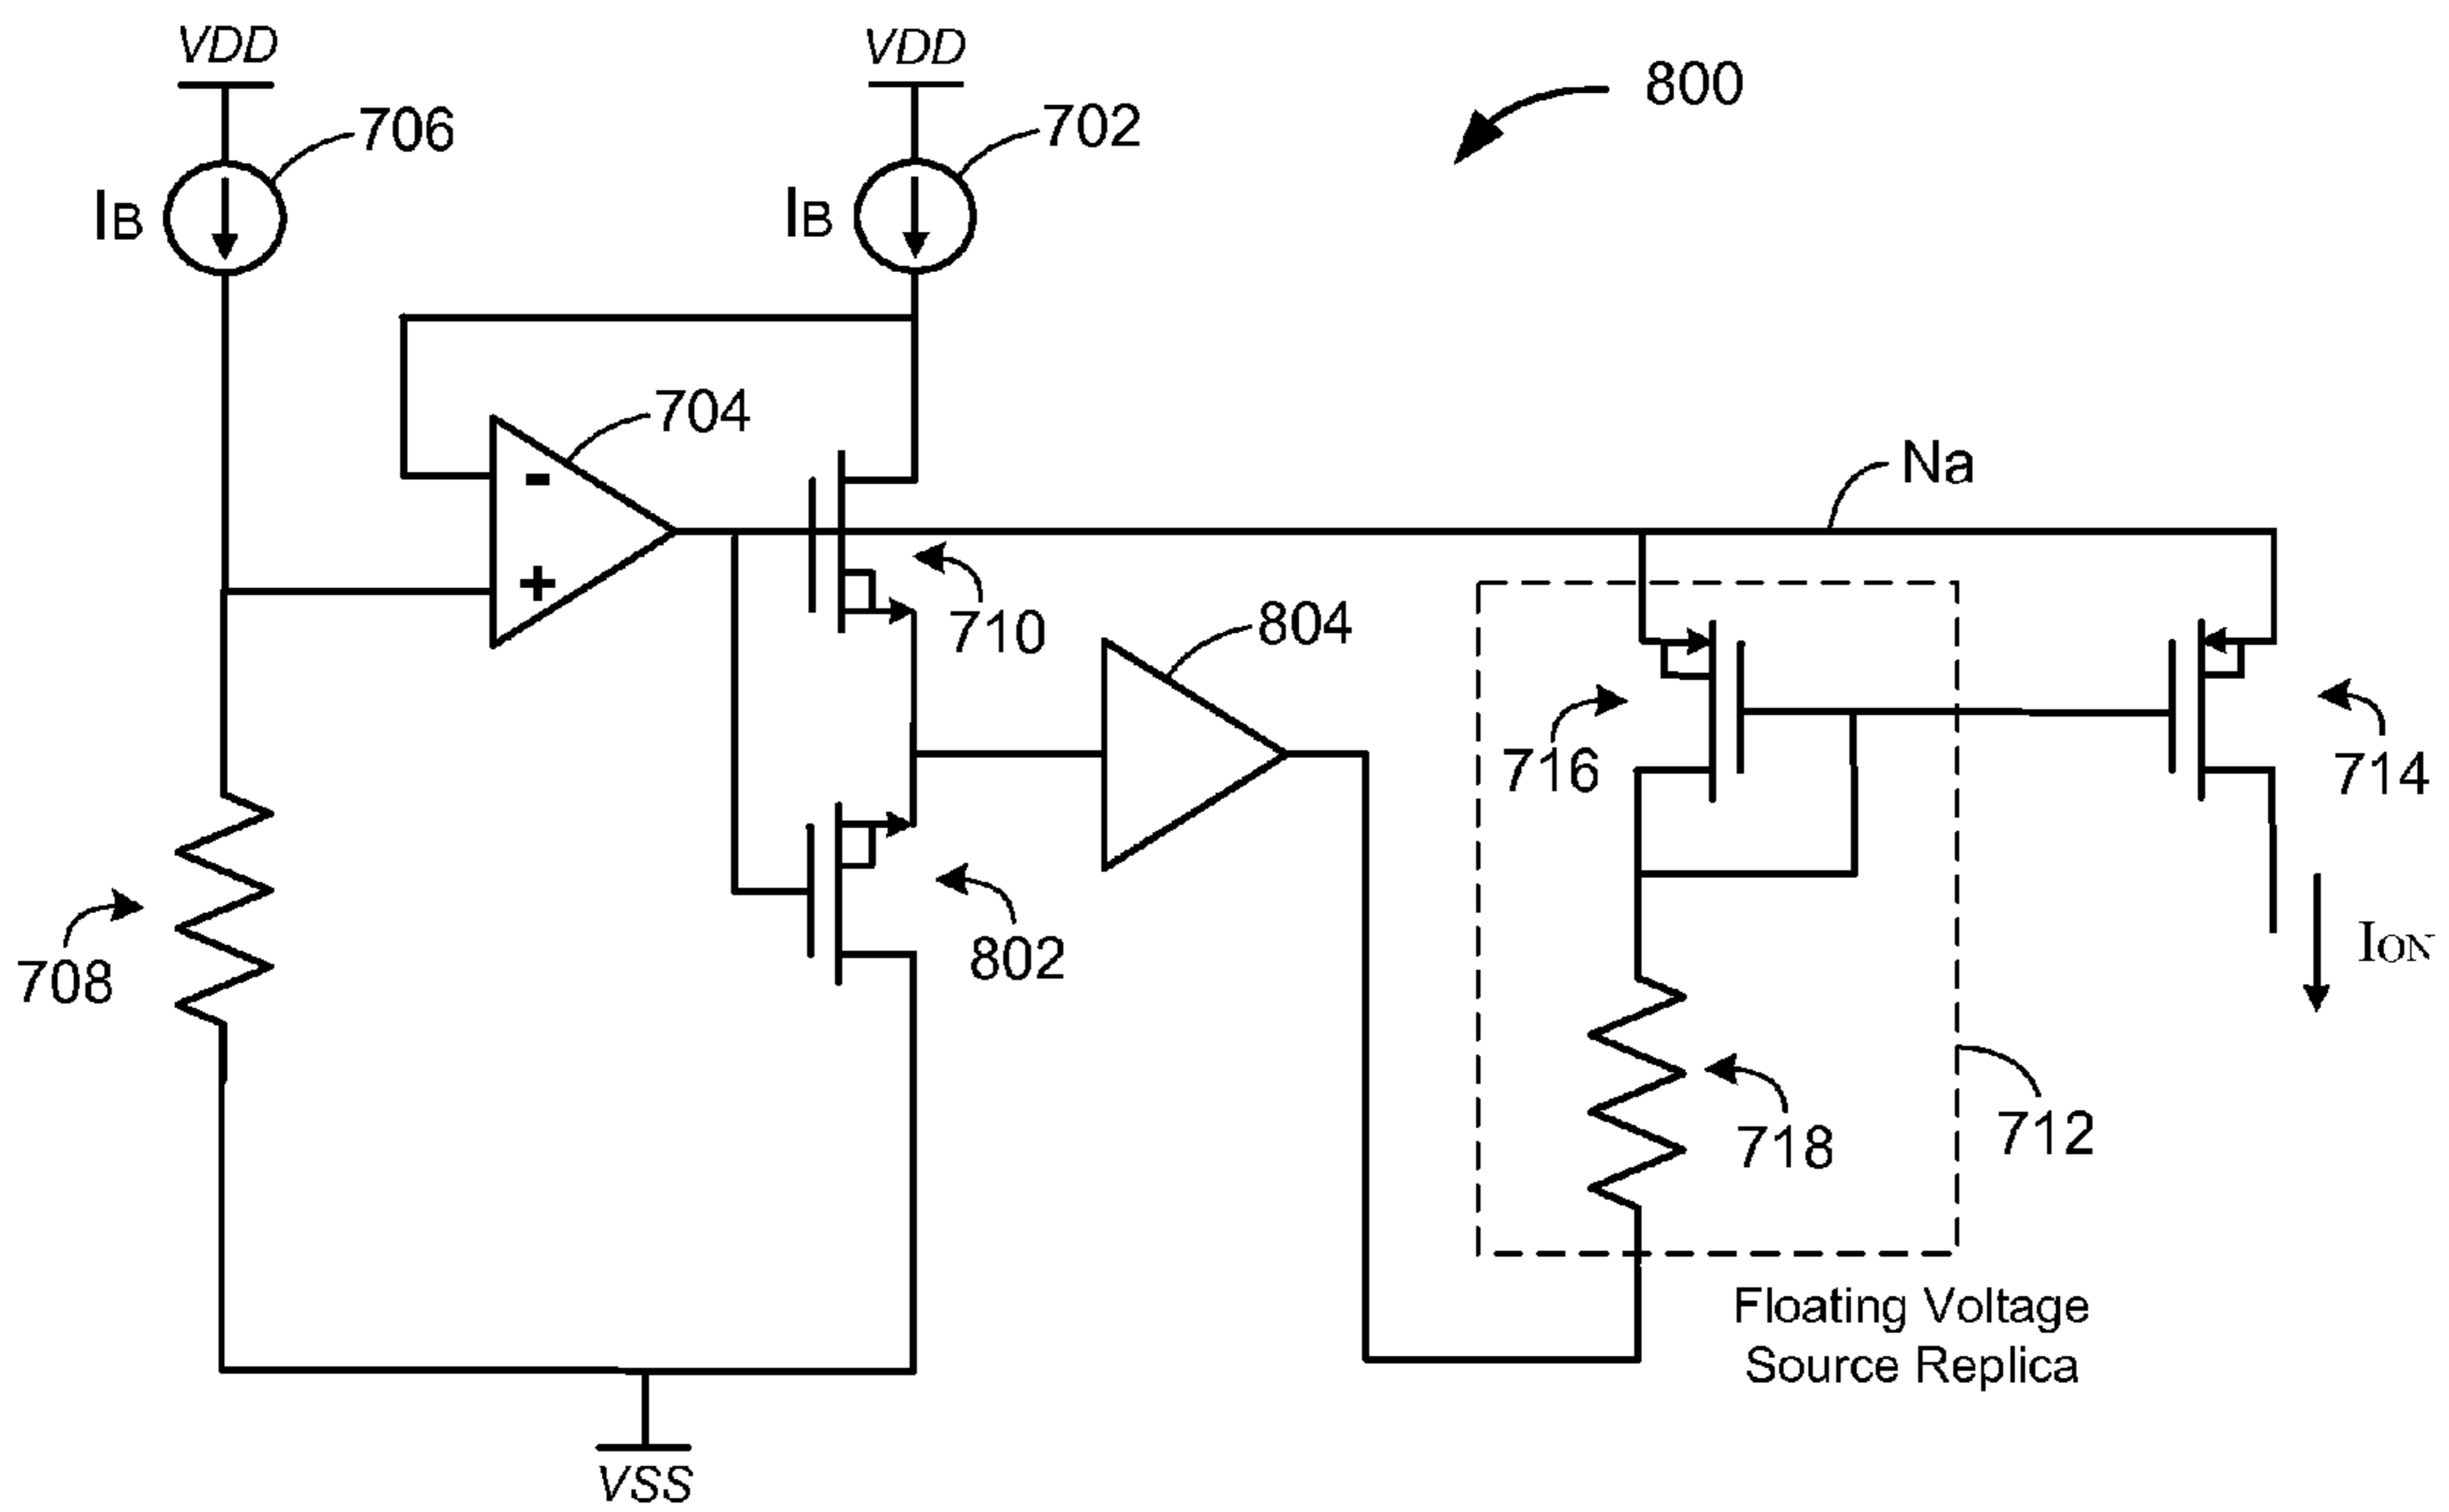 VDD
VDD
800
706
702
IB
IB
704
-
+
Na
710
804
716
714
802
708
ION
718
712
Floating Voltage
Source Replica
VSS